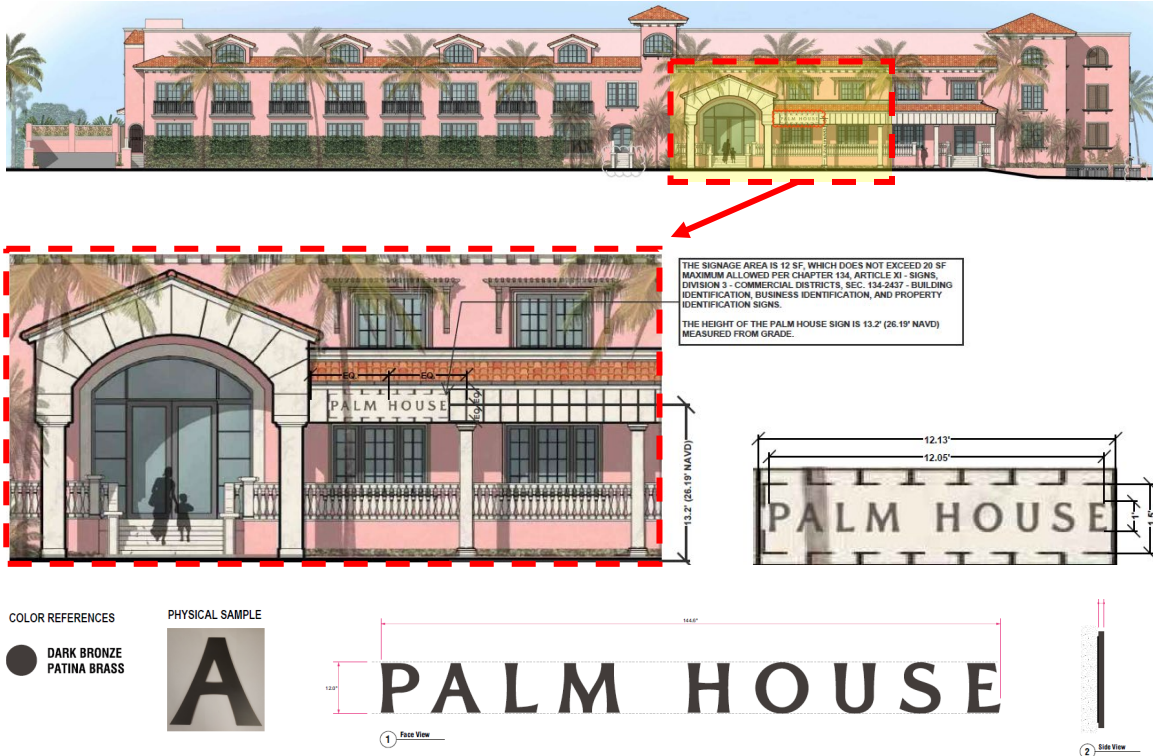 PALM HOUSE
THE SIGNAGE AREA IS 12 SF, WHICH DOES NOT EXCEED 20 SF
MAXIMUM ALLOWED PER CHAPTER 134, ARTICLE XI - SIGNS,
DIVISION 3 - COMMERCIAL DISTRICTS, SEC. 134-2437 - BUILDING
IDENTIFICATION, BUSINESS IDENTIFICATION, AND PROPERTY
IDENTIFICATION SIGNS.
THE HEIGHT OF THE PALM HOUSE SIGN IS 13.2' (26.19' NAVD)
MEASURED FROM GRADE.
EQ. EQ.
PALM HOUSE
EQ. EQ.
13.2' (26.19' NAVD)
12.13'
12.05'
PALM HOUSE
1'
1.5'
COLOR REFERENCES
DARK BRONZE
PATINA BRASS
PHYSICAL SAMPLE
A
144.6"
12.0"
PALM HOUSE
1 Face View
2 Side View